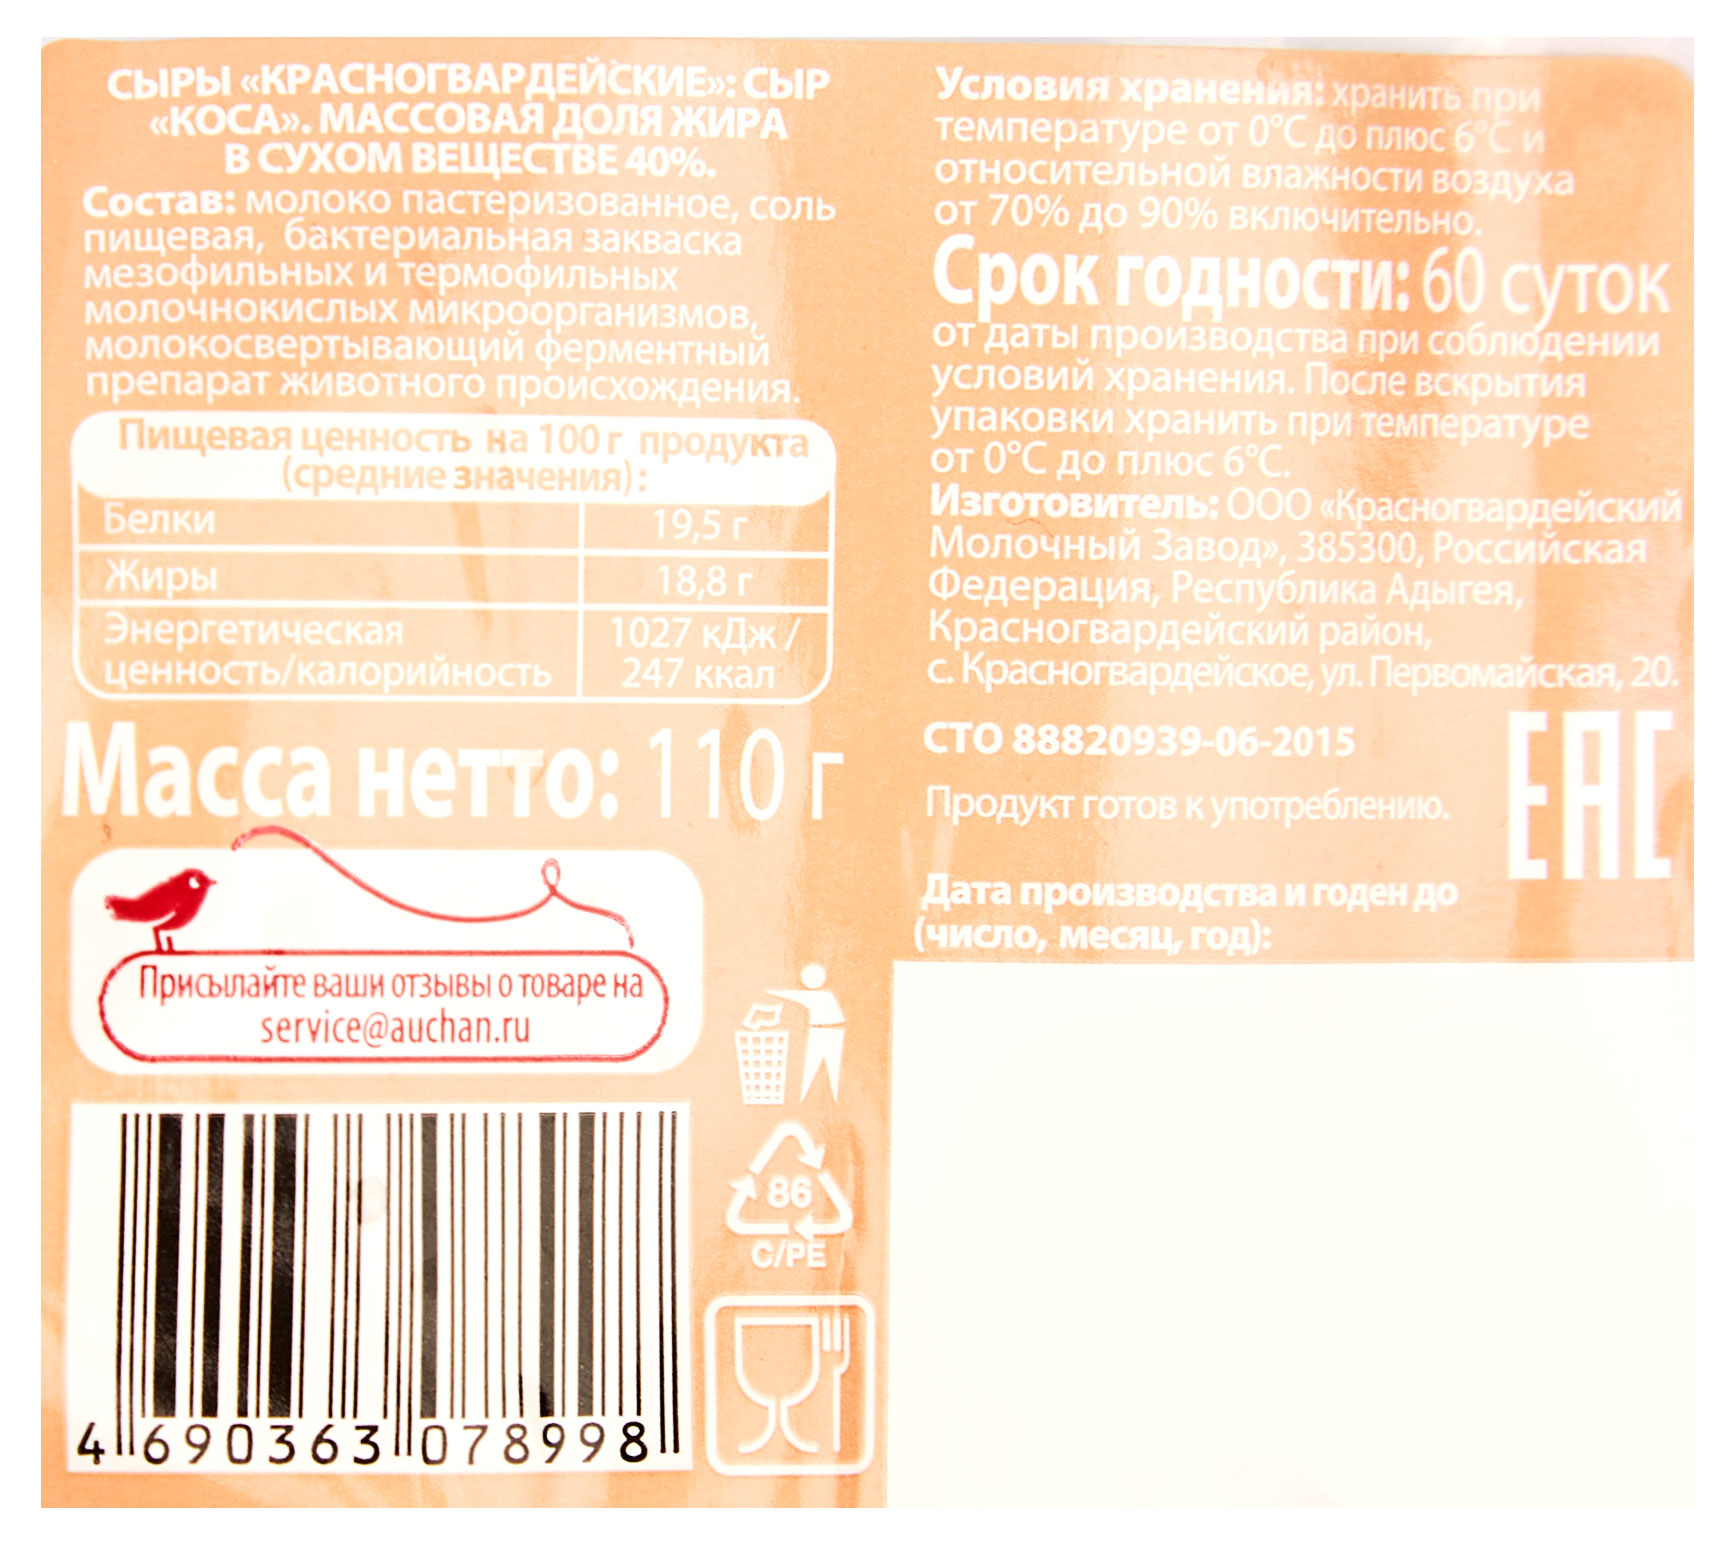 СЫРЫ «КРАСНОГВАРДЕЙСКИЕ»: СЫР
«КОСА». МАССОВАЯ ДОЛЯ ЖИРА
В СУХОМ ВЕЩЕСТВЕ 40%.
Состав: молоко пастеризованное, соль
пищевая, бактериальная закваска
мезофильных и термофильных
молочнокислых микроорганизмов,
молокосвертывающий ферментный
препарат животного происхождения.
Пищевая ценность на 100 г продукта
(средние значения) :
Белки 19,5 г
Жиры 18,8 г
Энергетическая 1027 кДж /
ценность/калорийность 247 ккал
Масса нетто: 110 г
Присылайте ваши отзывы о товаре на
service@auchan.ru
4 690363 078998
86
C/PE
Условия хранения: хранить при
температуре от 0°С до плюс 6°С и
относительной влажности воздуха
от 70% до 90% включительно.
Срок годности: 60 суток
от даты производства при соблюдении
условий хранения. После вскрытия
упаковки хранить при температуре
от 0°С до плюс 6°С.
Изготовитель: ООО «Красногвардейский
Молочный Завод», 385300, Российская
Федерация, Республика Адыгея,
Красногвардейский район,
с. Красногвардейское, ул. Первомайская, 20.
СТО 88820939-06-2015
Продукт готов к употреблению.
EAC
Дата производства и годен до
(число, месяц, год):